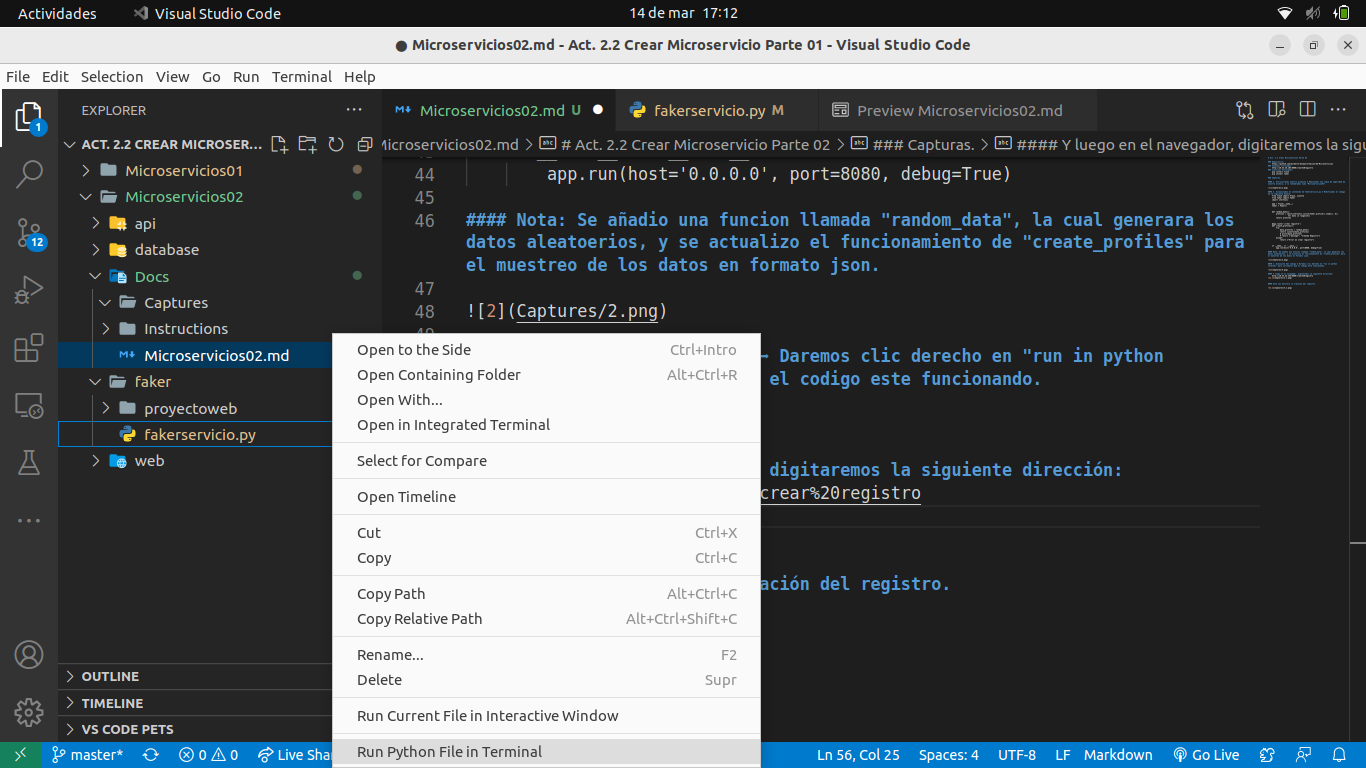 Actividades
Visual Studio Code
14 de mar 17:12
● Microservicios02.md - Act. 2.2 Crear Microservicio Parte 01 - Visual Studio Code
File Edit Selection View Go Run Terminal Help
EXPLORER
ACT. 2.2 CREAR MICROSER...
Microservicios01
Microservicios02
api
database
Docs
Captures
Instructions
Microservicios02.md
faker
proyectoweb
fakerservicio.py
web
OUTLINE
TIMELINE
VS CODE PETS
1
12
Microservicios02.md U
fakerservicio.py M
Preview Microservicios02.md
Microservicios02.md > # Act. 2.2 Crear Microservicio Parte 02 > ### Capturas. > #### Y luego en el navegador, digitaremos la sigu
44 app.run(host='0.0.0.0', port=8080, debug=True)
45
46 #### Nota: Se añadio una funcion llamada "random_data", la cual generara los
datos aleatoerios, y se actualizo el funcionamiento de "create_profiles" para
el muestreo de los datos en formato json.
47
48 ![2](Captures/2.png)
Daremos clic derecho en "run in python
el codigo este funcionando.
digitaremos la siguiente dirección:
crear%20registro
ación del registro.
Open to the Side Ctrl+Intro
Open Containing Folder Alt+Ctrl+R
Open With...
Open in Integrated Terminal
Select for Compare
Open Timeline
Cut Ctrl+X
Copy Ctrl+C
Copy Path Alt+Ctrl+C
Copy Relative Path Alt+Ctrl+Shift+C
Rename... F2
Delete Supr
Run Current File in Interactive Window
Run Python File in Terminal
master* 0 0 Live Shar
Ln 56, Col 25 Spaces: 4 UTF-8 LF Markdown Go Live